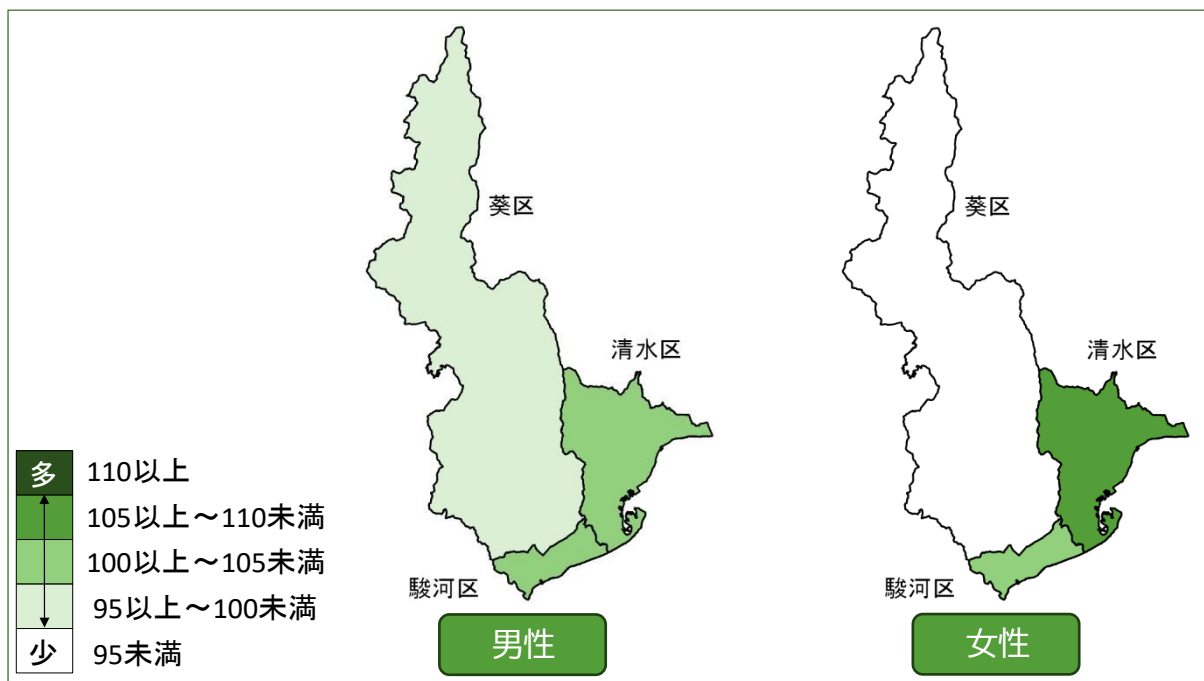 葵区
清水区
駿河区
男性
葵区
清水区
駿河区
女性
多 110以上
105以上～110未満
100以上～105未満
95以上～100未満
少 95未満